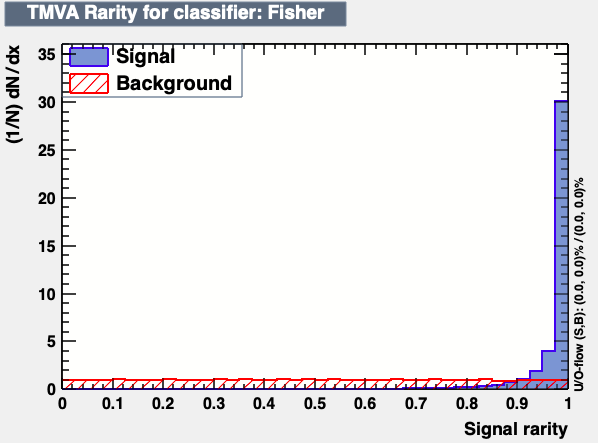 TMVA Rarity for classifier: Fisher
Signal
Background
(1/N) dN/dx
35
30
25
20
15
10
5
0
0 0.1 0.2 0.3 0.4 0.5 0.6 0.7 0.8 0.9 1
Signal rarity
U/O-flow (S,B): (0.0, 0.0)% / (0.0, 0.0)%